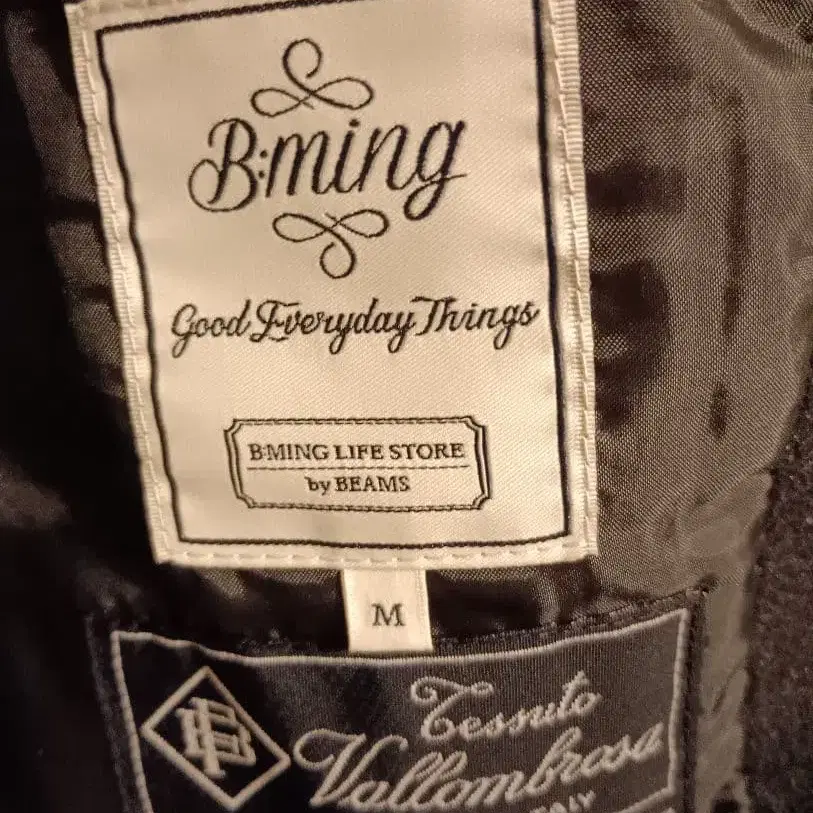 B:ming
Good Everyday Things
B:MING LIFE STORE
by BEAMS
M
Tessuto
Vallombrosa